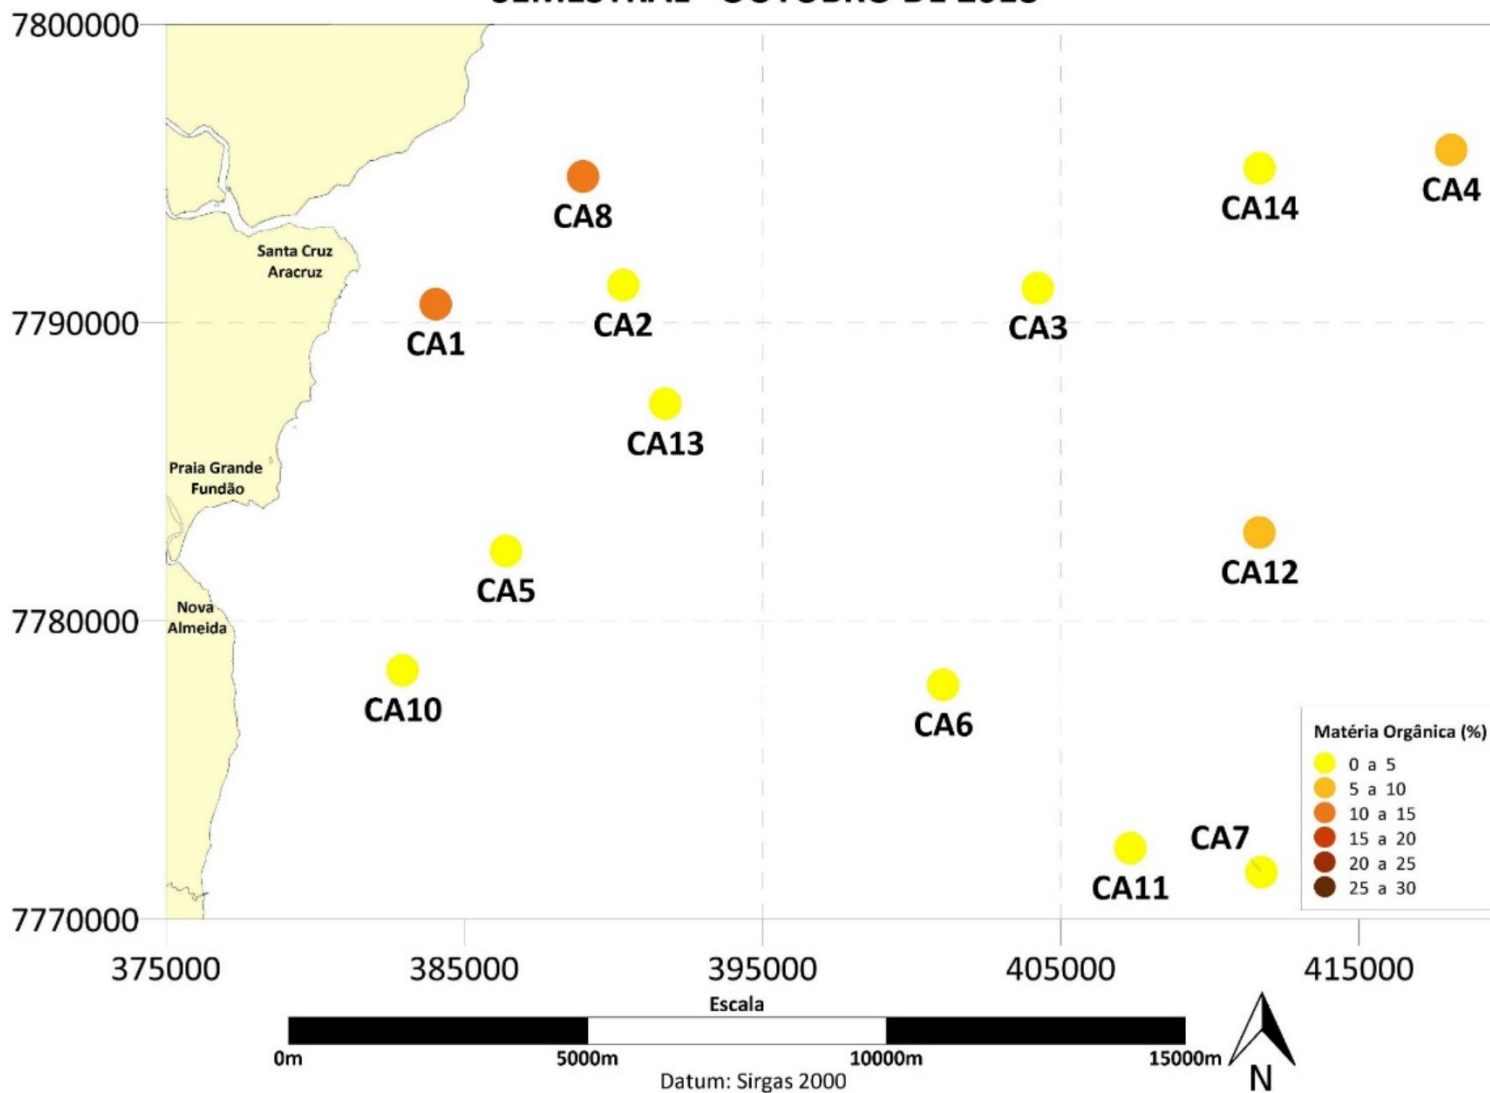 7800000
CA4
CA14
CA8
Santa Cruz
Aracruz
CA2
CA3
7790000
CA1
CA13
Praia Grande
Fundão
CA12
CA5
Nova
Almeida
7780000
CA10
CA6
Matéria Orgânica (%)
0 a 5
5 a 10
10 a 15
15 a 20
20 a 25
25 a 30
CA7
CA11
7770000
375000 385000 395000 405000 415000
Escala
0m 5000m 10000m 15000m
Datum: Sirgas 2000
N